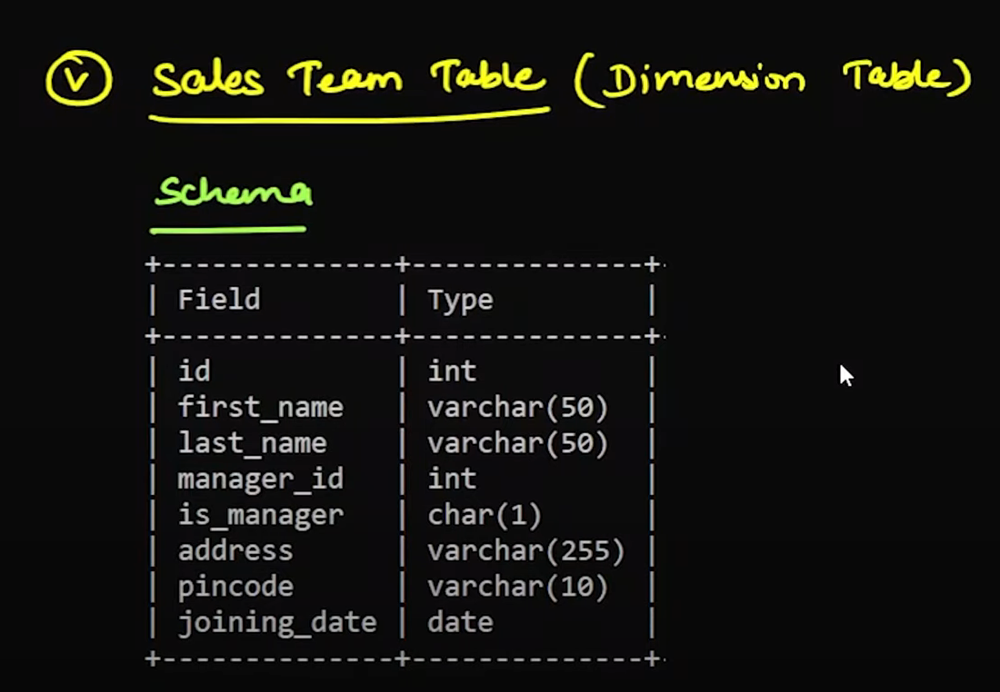 (v) Sales Team Table (Dimension Table)
Schema
+--------------+--------------+
| Field | Type |
+--------------+--------------+
| id | int |
| first_name | varchar(50) |
| last_name | varchar(50) |
| manager_id | int |
| is_manager | char(1) |
| address | varchar(255) |
| pincode | varchar(10) |
| joining_date | date |
+--------------+--------------+